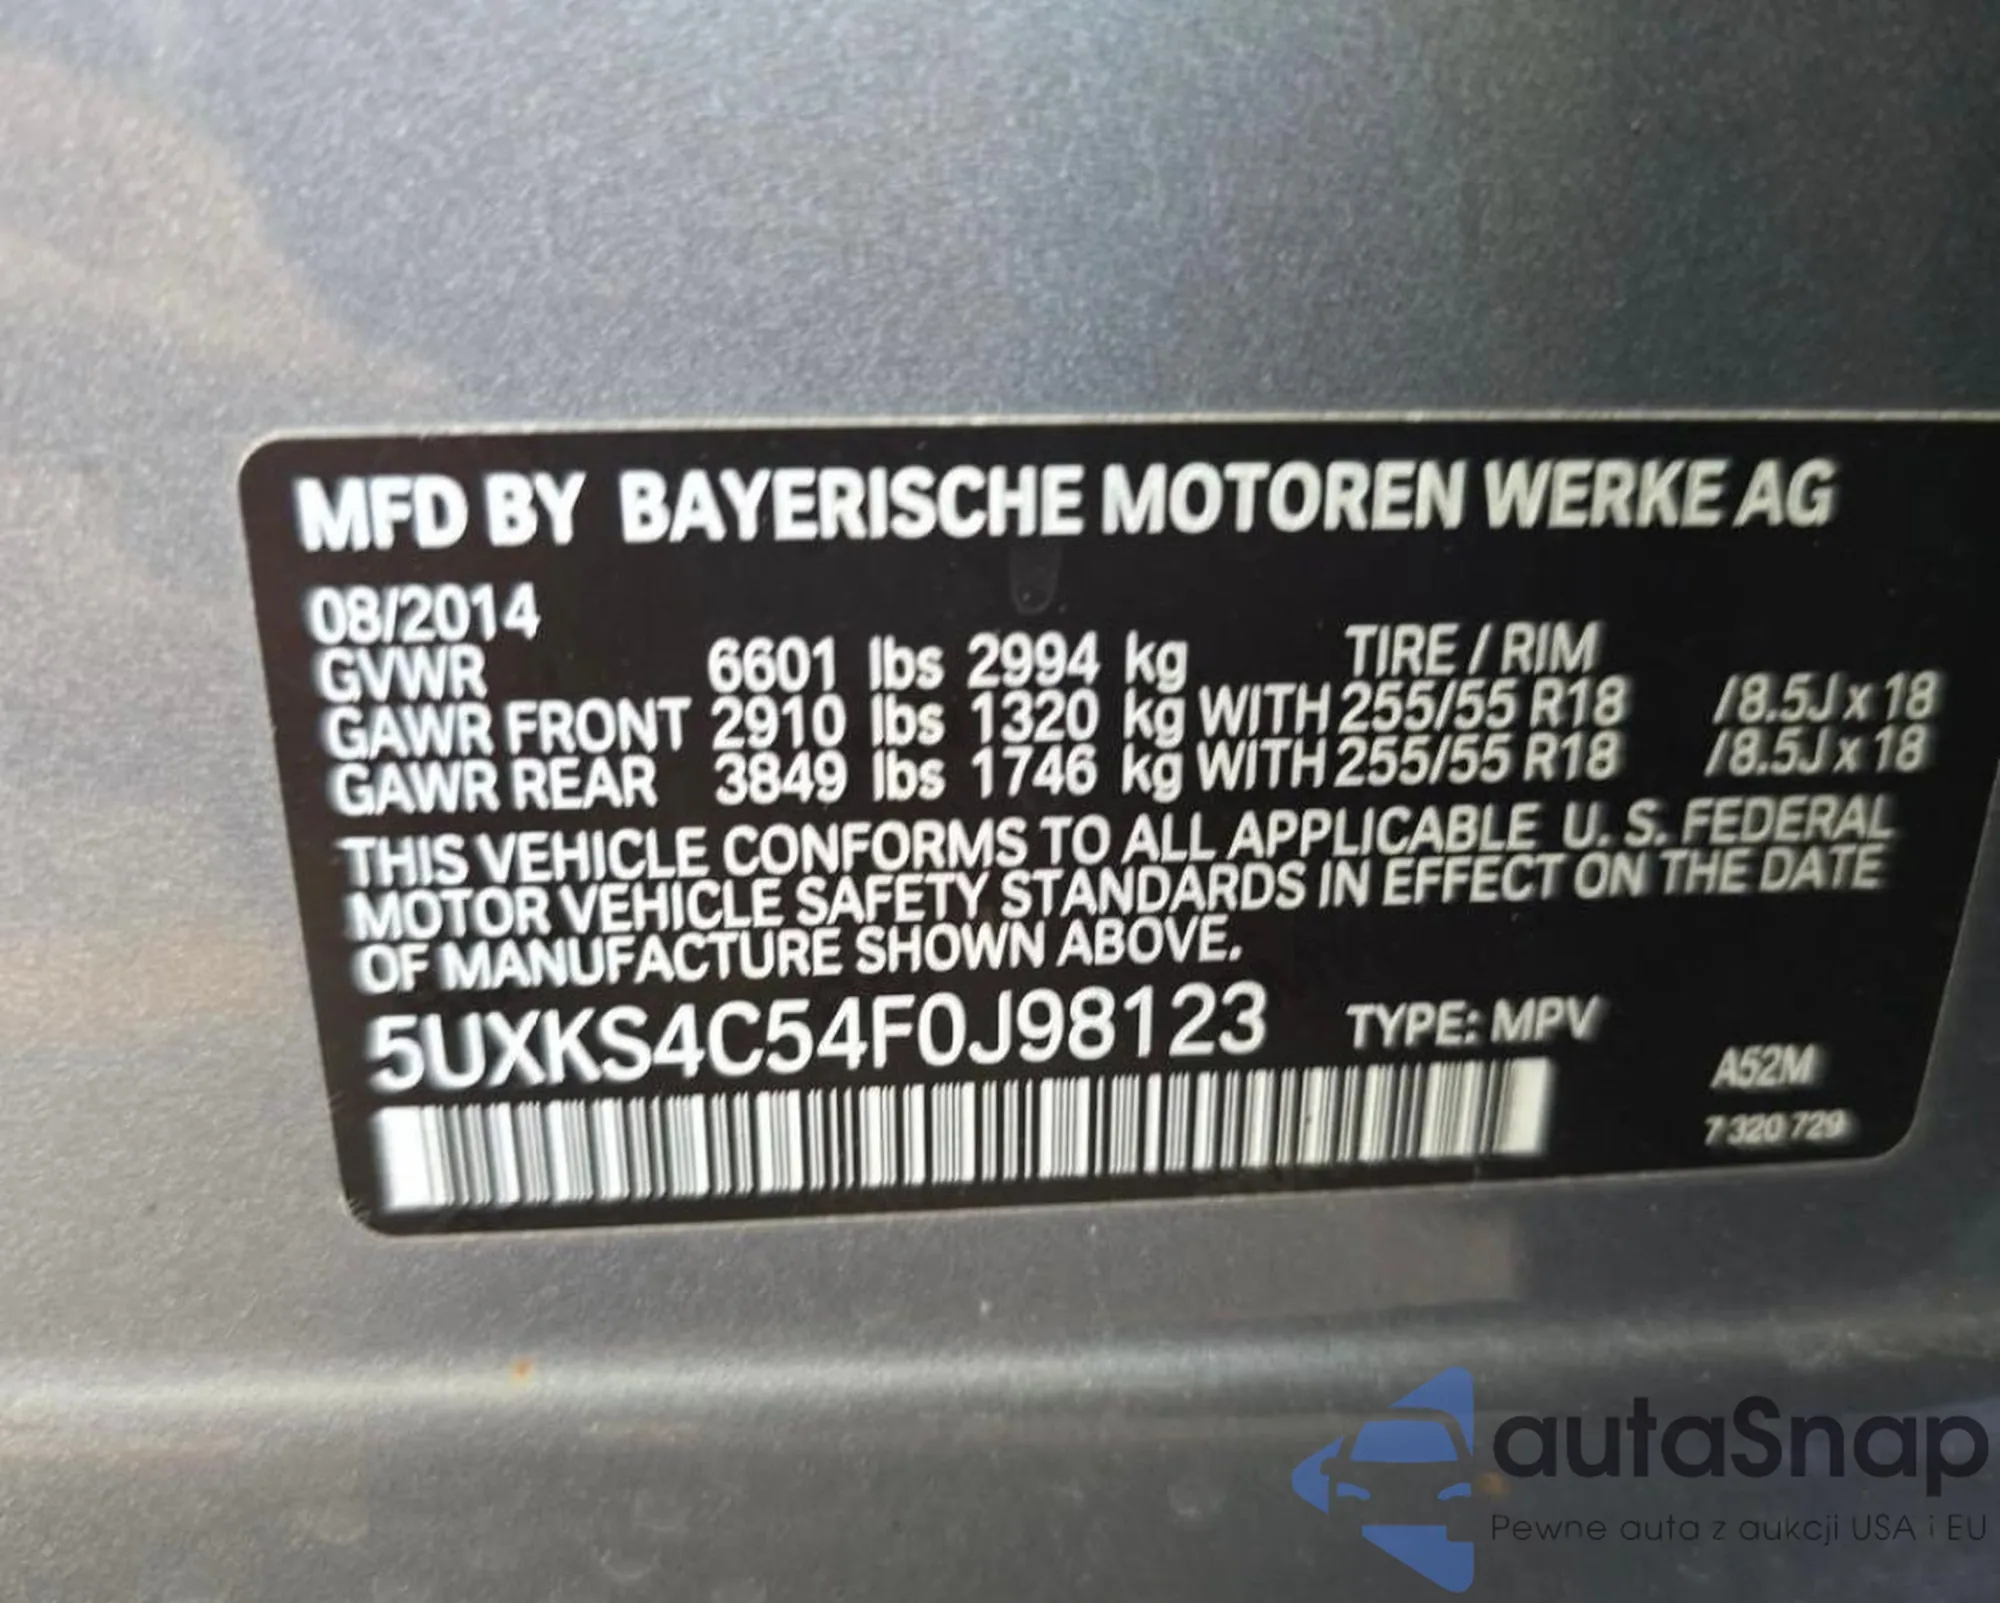 MFD BY BAYERISCHE MOTOREN WERKE AG
08/2014
GVWR 6601 lbs 2994 kg TIRE / RIM
GAWR FRONT 2910 lbs 1320 kg WITH 255/55 R18 /8.5J x 18
GAWR REAR 3849 lbs 1746 kg WITH 255/55 R18 /8.5J x 18
THIS VEHICLE CONFORMS TO ALL APPLICABLE U. S. FEDERAL
MOTOR VEHICLE SAFETY STANDARDS IN EFFECT ON THE DATE
OF MANUFACTURE SHOWN ABOVE.
5UXKS4C54F0J98123 TYPE: MPV
A52M
7 320 729
autaSnap
Pewne auta z aukcji USA i EU